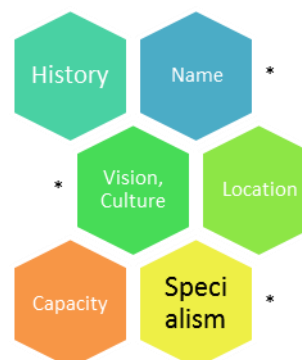 History
Name *
* Vision,
Culture
Location
Capacity
Speci
alism *